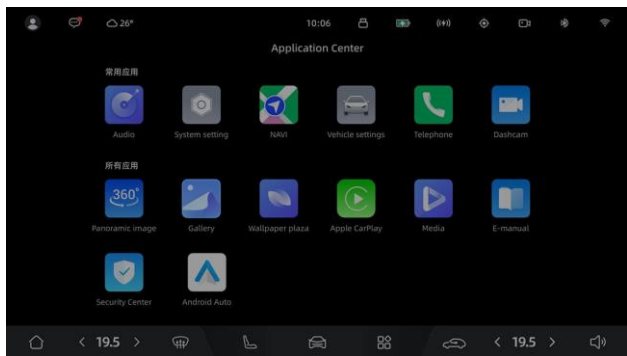 26° 10:06
Application Center
常用应用
Audio System setting NAVI Vehicle settings Telephone Dashcam
所有应用
360°
Panoramic image Gallery Wallpaper plaza Apple CarPlay Media E-manual
Security Center Android Auto
19.5 19.5